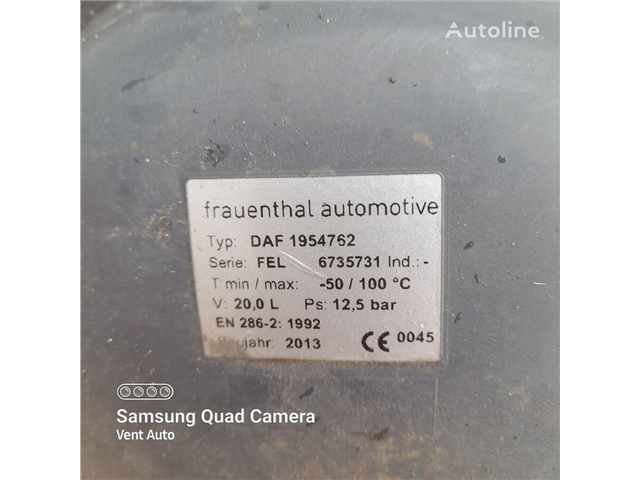 Autoline
frauenthal automotive
Typ: DAF 1954762
Serie: FEL 6735731 Ind.: -
T min / max: -50 / 100 °C
V: 20,0 L Ps: 12,5 bar
EN 286-2: 1992
Baujahr: 2013 CE 0045
Samsung Quad Camera
Vent Auto